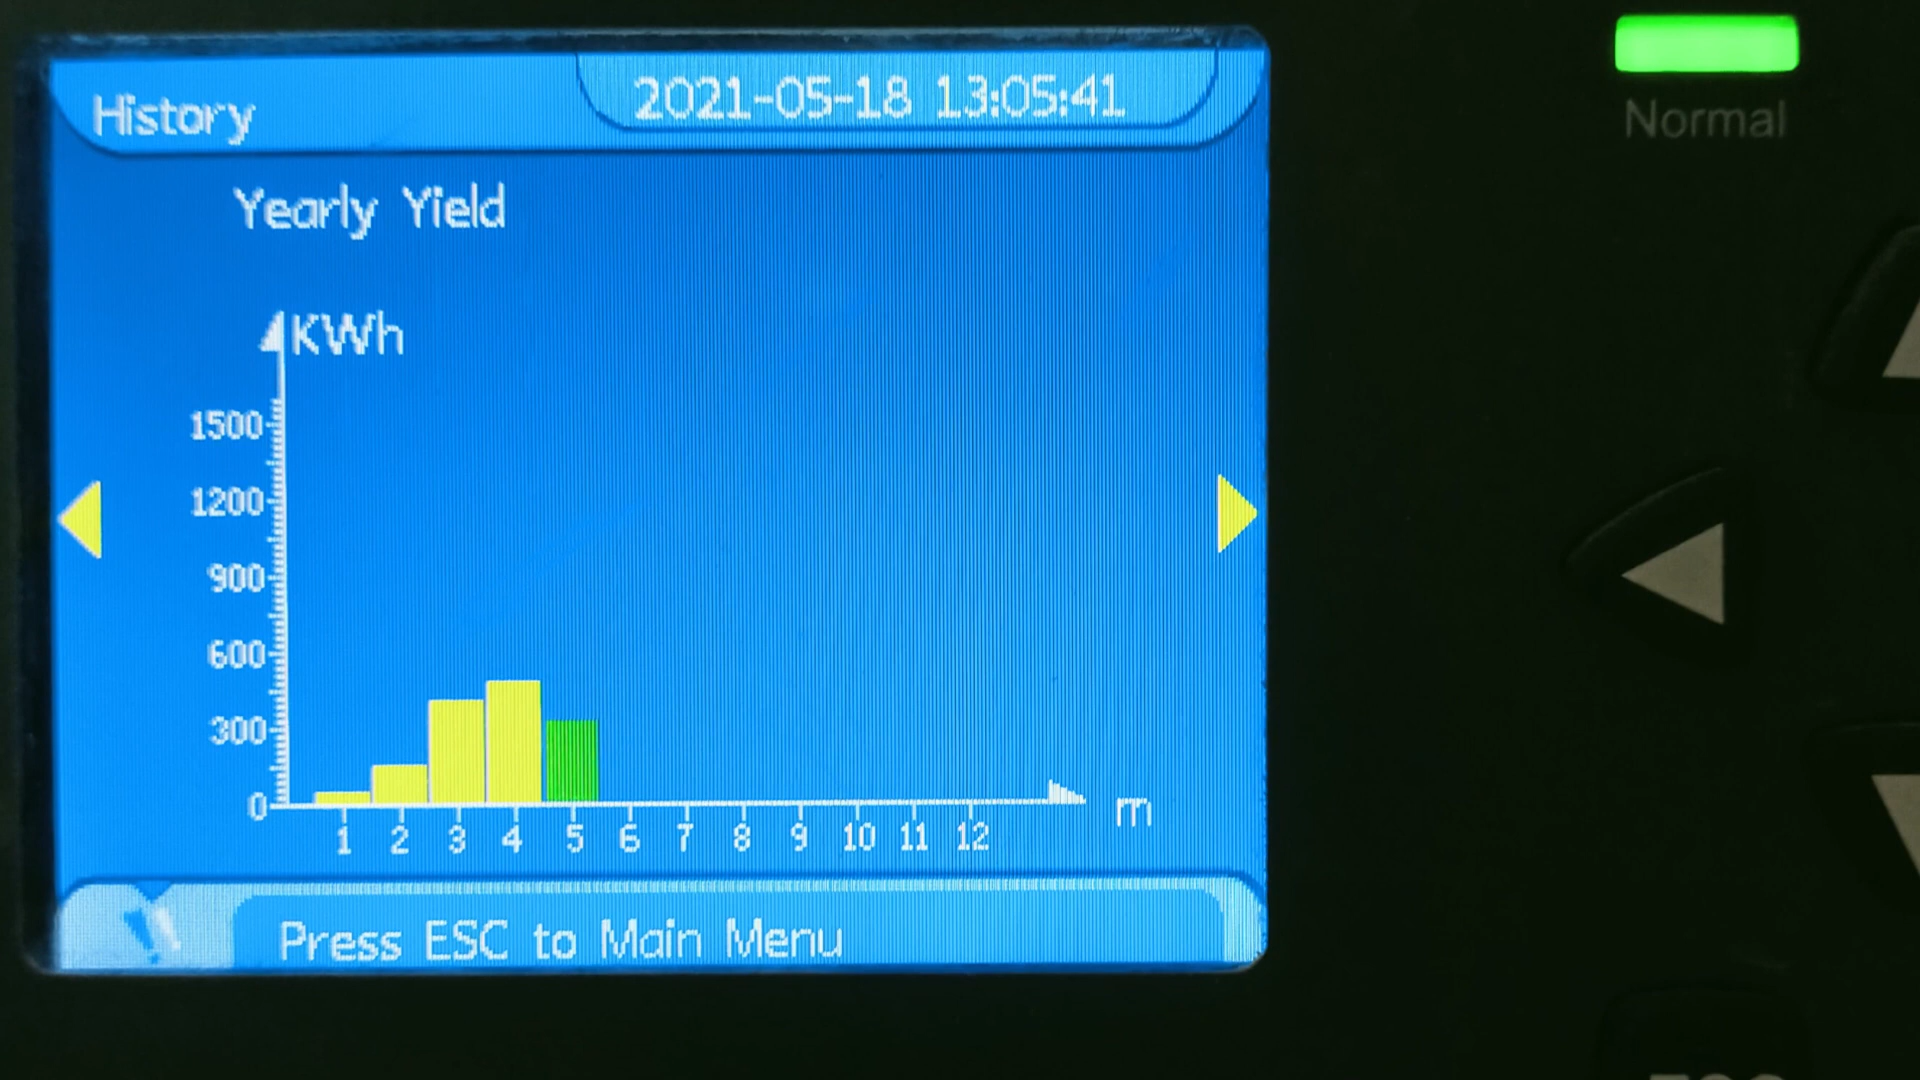 History
2021-05-18 13:05:41
Normal
Yearly Yield
KWh
1500
1200
900
600
300
0
1 2 3 4 5 6 7 8 9 10 11 12
m
Press ESC to Main Menu